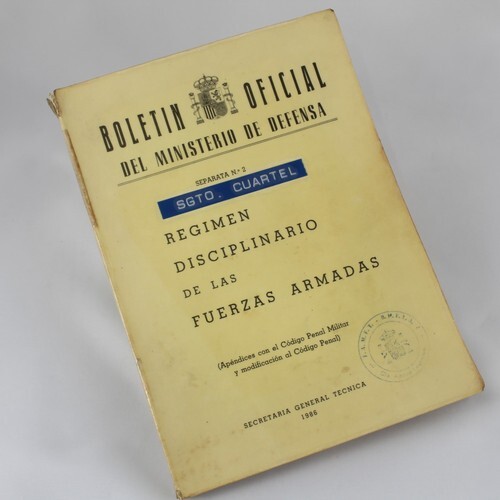 BOLETIN OFICIAL
DEL MINISTERIO DE DEFENSA
SEPARATA N.º 2
SGTO. CUARTEL
REGIMEN
DISCIPLINARIO
DE LAS
FUERZAS ARMADAS
(Apéndices con el Código Penal Militar
y modificación al Código Penal)
SECRETARIA GENERAL TECNICA
1986